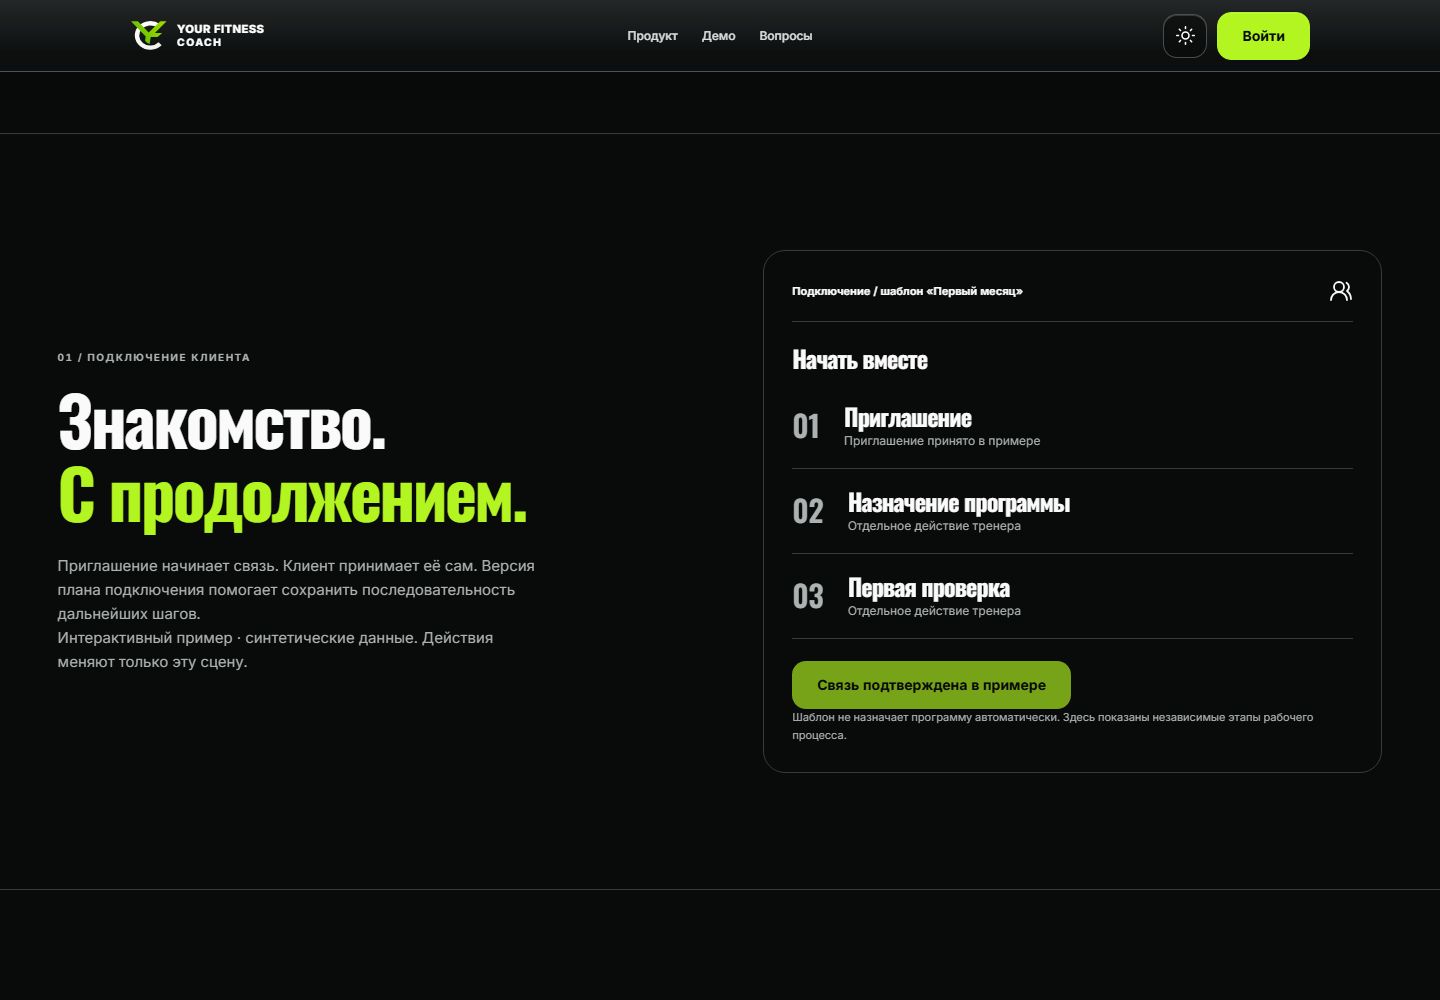 YOUR FITNESS
COACH
Продукт
Демо
Вопросы
Войти
01 / ПОДКЛЮЧЕНИЕ КЛИЕНТА
Знакомство.
С продолжением.
Приглашение начинает связь. Клиент принимает её сам. Версия
плана подключения помогает сохранить последовательность
дальнейших шагов.
Интерактивный пример · синтетические данные. Действия
меняют только эту сцену.
Подключение / шаблон «Первый месяц»
Начать вместе
01
Приглашение
Приглашение принято в примере
02
Назначение программы
Отдельное действие тренера
03
Первая проверка
Отдельное действие тренера
Связь подтверждена в примере
Шаблон не назначает программу автоматически. Здесь показаны независимые этапы рабочего
процесса.